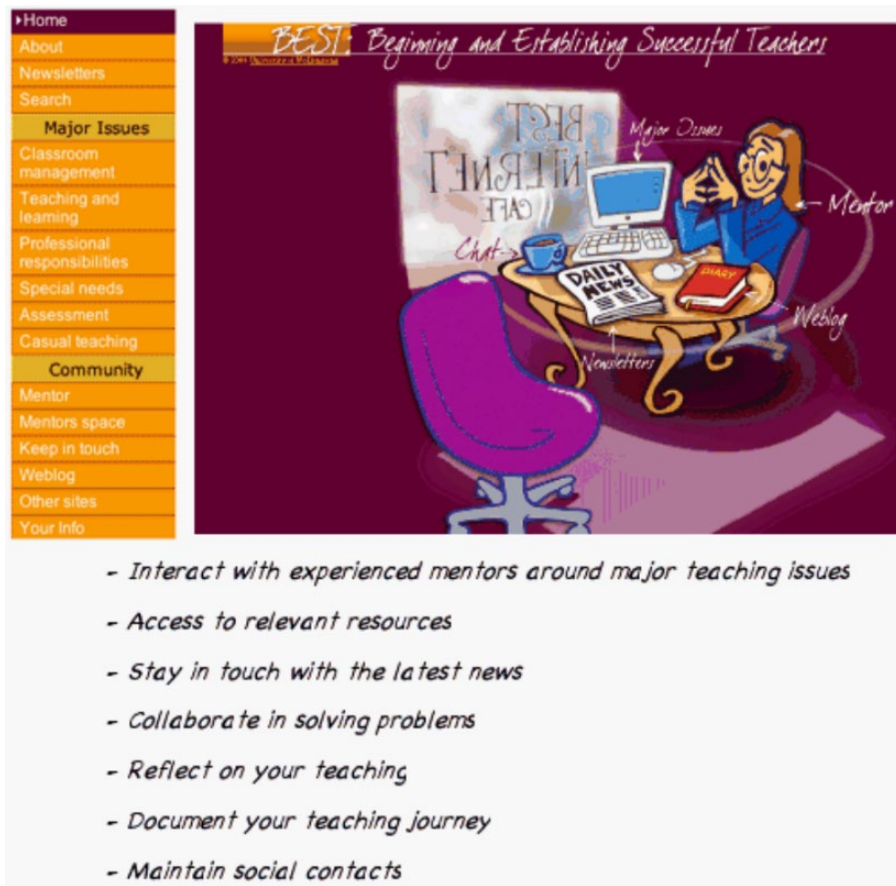 Home
About
Newsletters
Search
Major Issues
Classroom
management
Teaching and
learning
Professional
responsibilities
Special needs
Assessment
Casual teaching
Community
Mentor
Mentors space
Keep in touch
Weblog
Other sites
Your Info
BEST: Beginning and Establishing Successful Teachers
BEST
INTERNET
CAFE
Major Issues
Mentor
Chat
DAILY
NEWS
DIARY
Weblog
Newsletters
- Interact with experienced mentors around major teaching issues
- Access to relevant resources
- Stay in touch with the latest news
- Collaborate in solving problems
- Reflect on your teaching
- Document your teaching journey
- Maintain social contacts